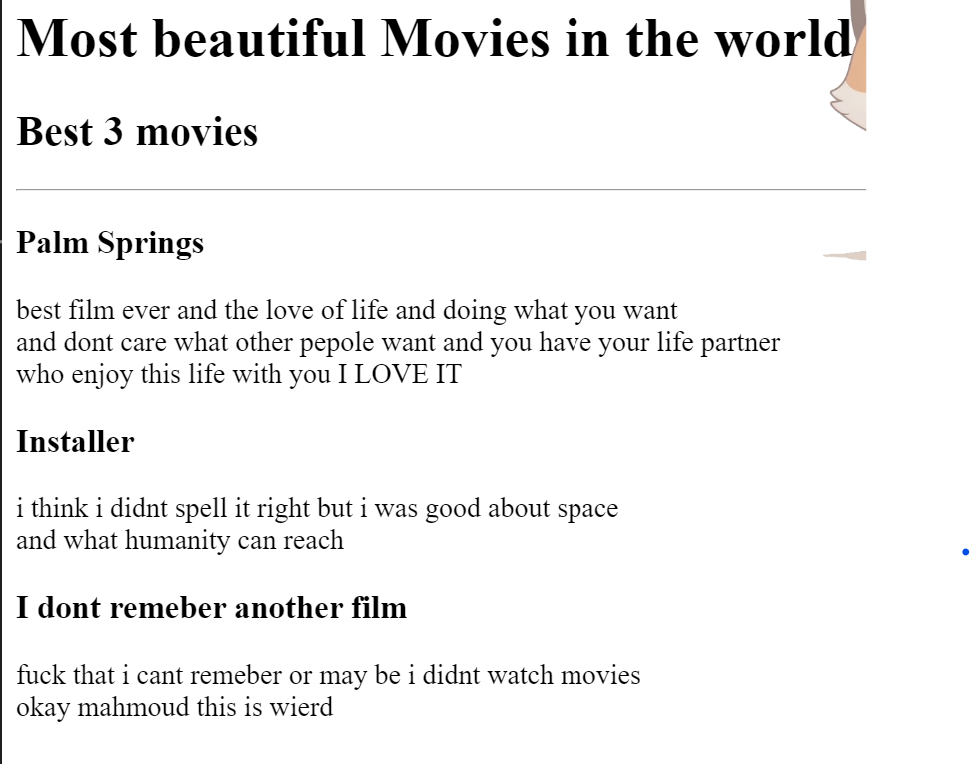 Most beautiful Movies in the world
Best 3 movies
Palm Springs
best film ever and the love of life and doing what you want
and dont care what other pepole want and you have your life partner
who enjoy this life with you I LOVE IT
Installer
i think i didnt spell it right but i was good about space
and what humanity can reach
I dont remeber another film
fuck that i cant remeber or may be i didnt watch movies
okay mahmoud this is wierd